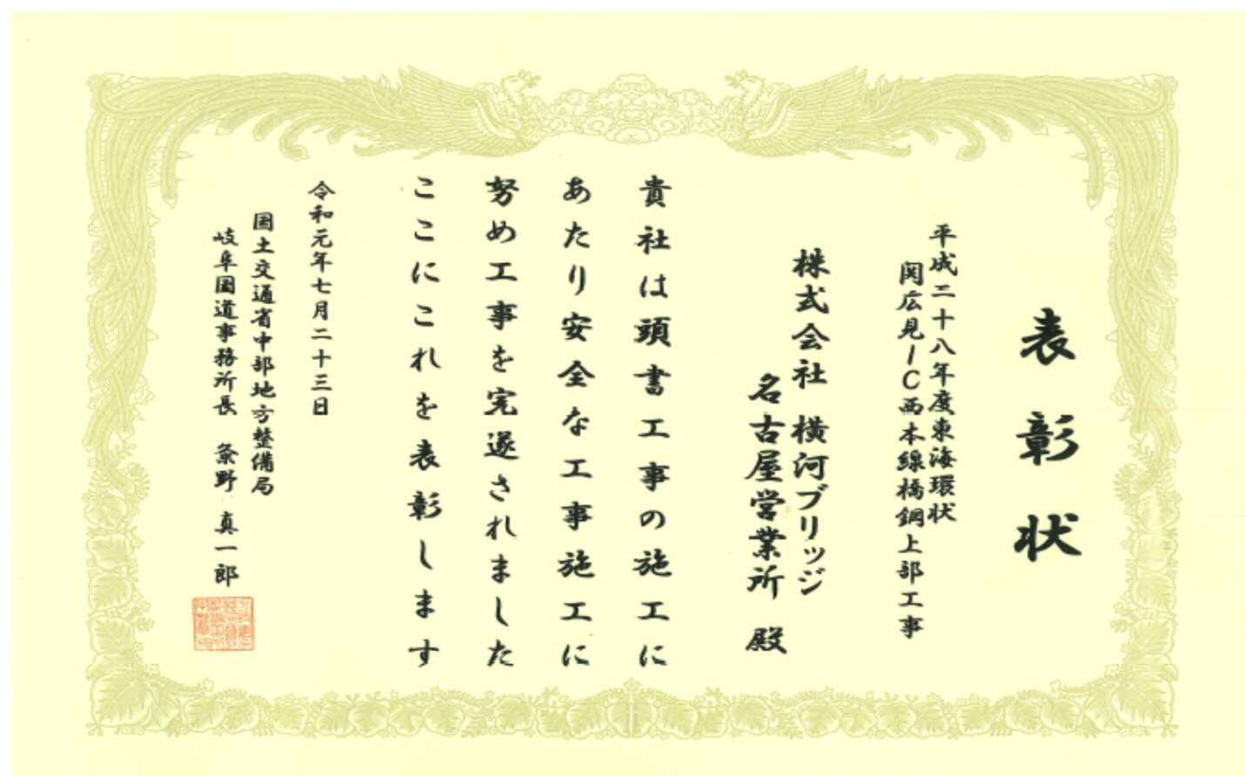 表彰状
平成二十八年度東海環状
関広見IC西本線橋鋼上部工事
株式会社 横河ブリッジ
名古屋営業所 殿
貴社は頭書工事の施工に
あたり安全な工事施工に
努め工事を完遂されました
ここにこれを表彰します
令和元年七月二十三日
国土交通省中部地方整備局
岐阜国道事務所長 粂野 真一郎